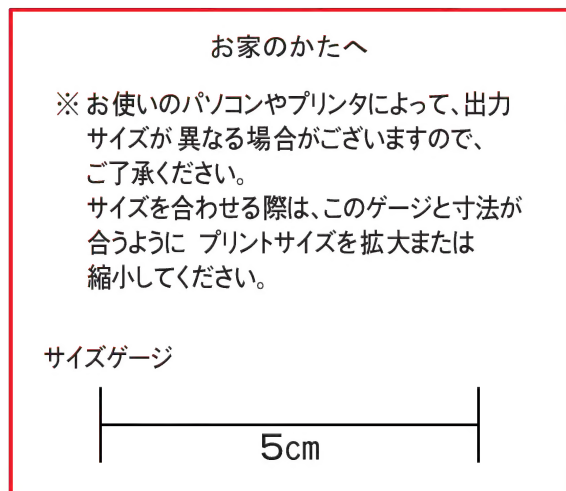 お家のかたへ
※ お使いのパソコンやプリンタによって、出力
サイズが 異なる場合がございますので、
ご了承ください。
サイズを合わせる際は、このゲージと寸法が
合うように プリントサイズを拡大または
縮小してください。
サイズゲージ
5cm